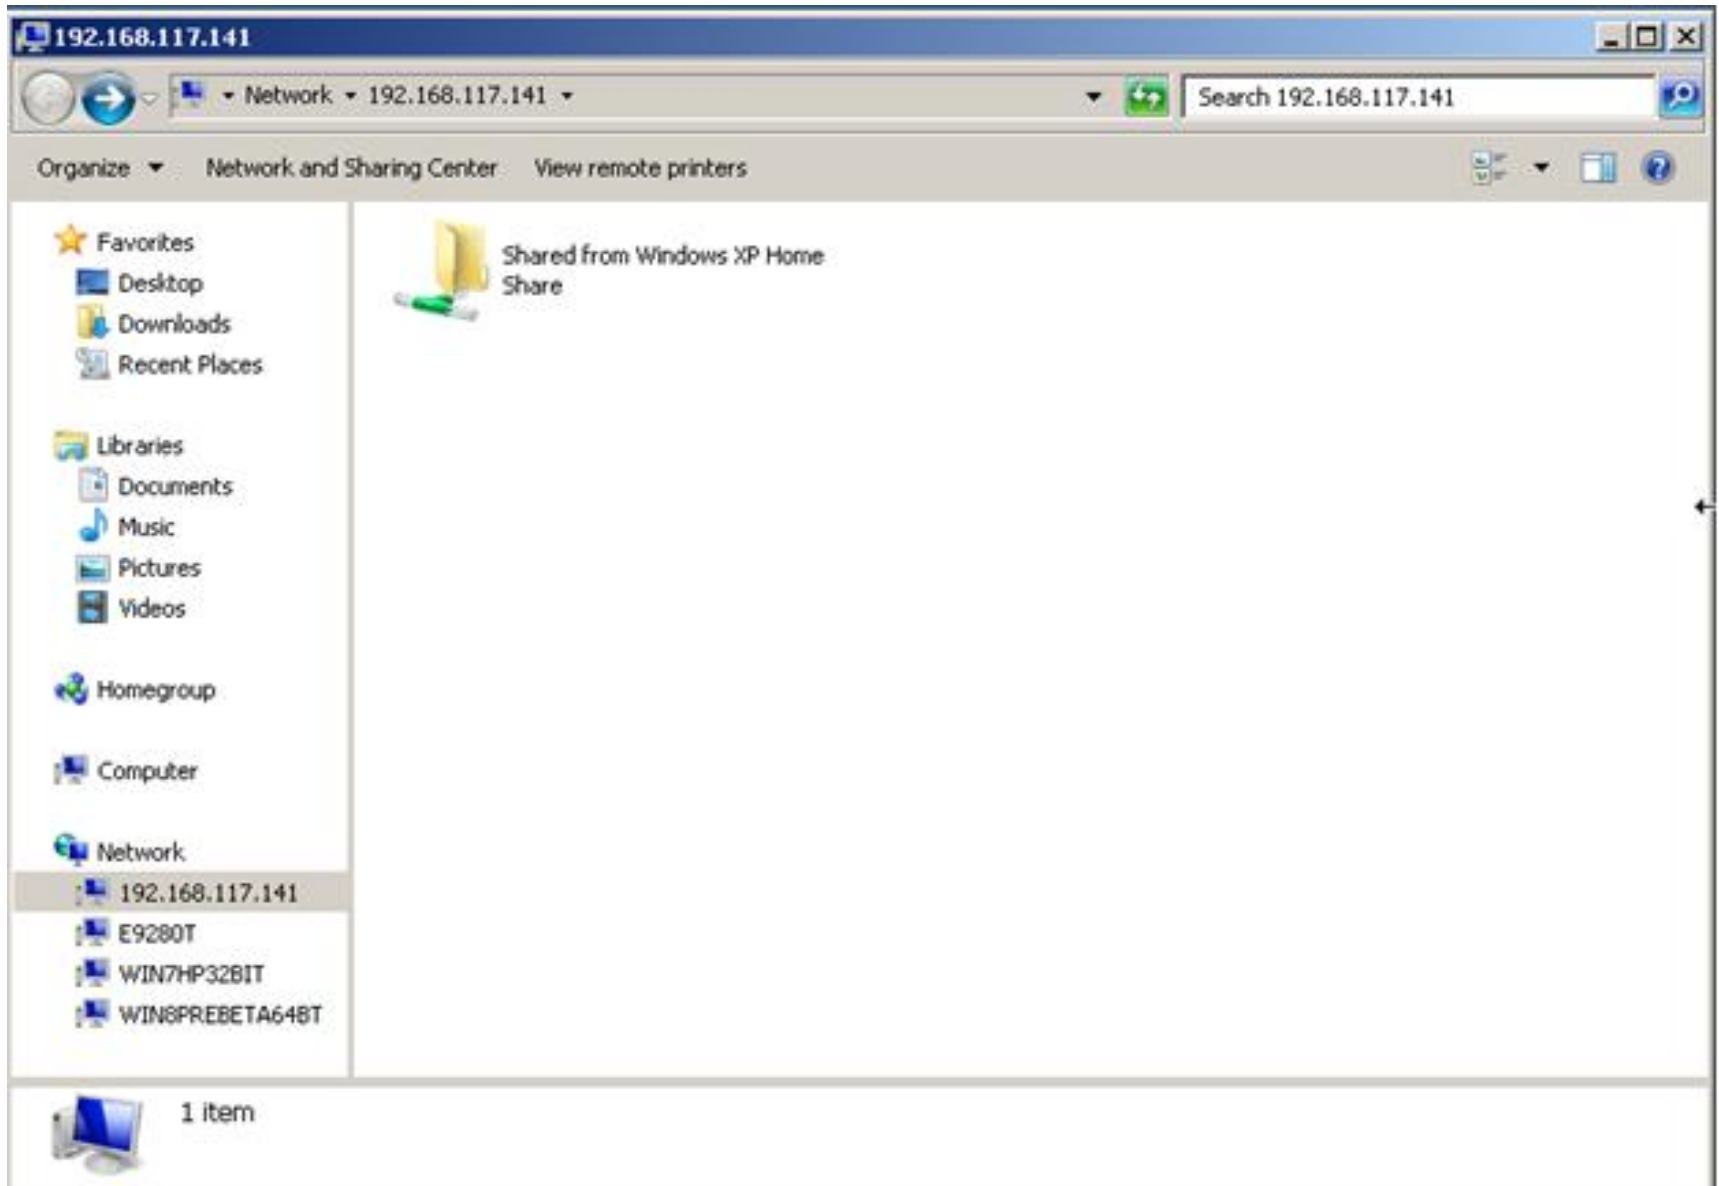 192.168.117.141
Network 192.168.117.141
Search 192.168.117.141
Organize Network and Sharing Center View remote printers
Favorites
Desktop
Downloads
Recent Places
Libraries
Documents
Music
Pictures
Videos
Homegroup
Computer
Network
192.168.117.141
E9280T
WIN7HP32BIT
WIN8PREBETA64BT
Shared from Windows XP Home
Share
1 item